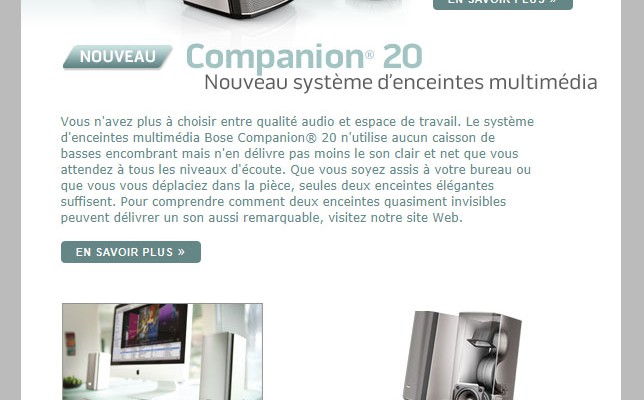 EN SAVOIR PLUS »
NOUVEAU
Companion® 20
Nouveau système d'enceintes multimédia
Vous n'avez plus à choisir entre qualité audio et espace de travail. Le système
d'enceintes multimédia Bose Companion® 20 n'utilise aucun caisson de
basses encombrant mais n'en délivre pas moins le son clair et net que vous
attendez à tous les niveaux d'écoute. Que vous soyez assis à votre bureau ou
que vous vous déplaciez dans la pièce, seules deux enceintes élégantes
suffisent. Pour comprendre comment deux enceintes quasiment invisibles
peuvent délivrer un son aussi remarquable, visitez notre site Web.
EN SAVOIR PLUS »